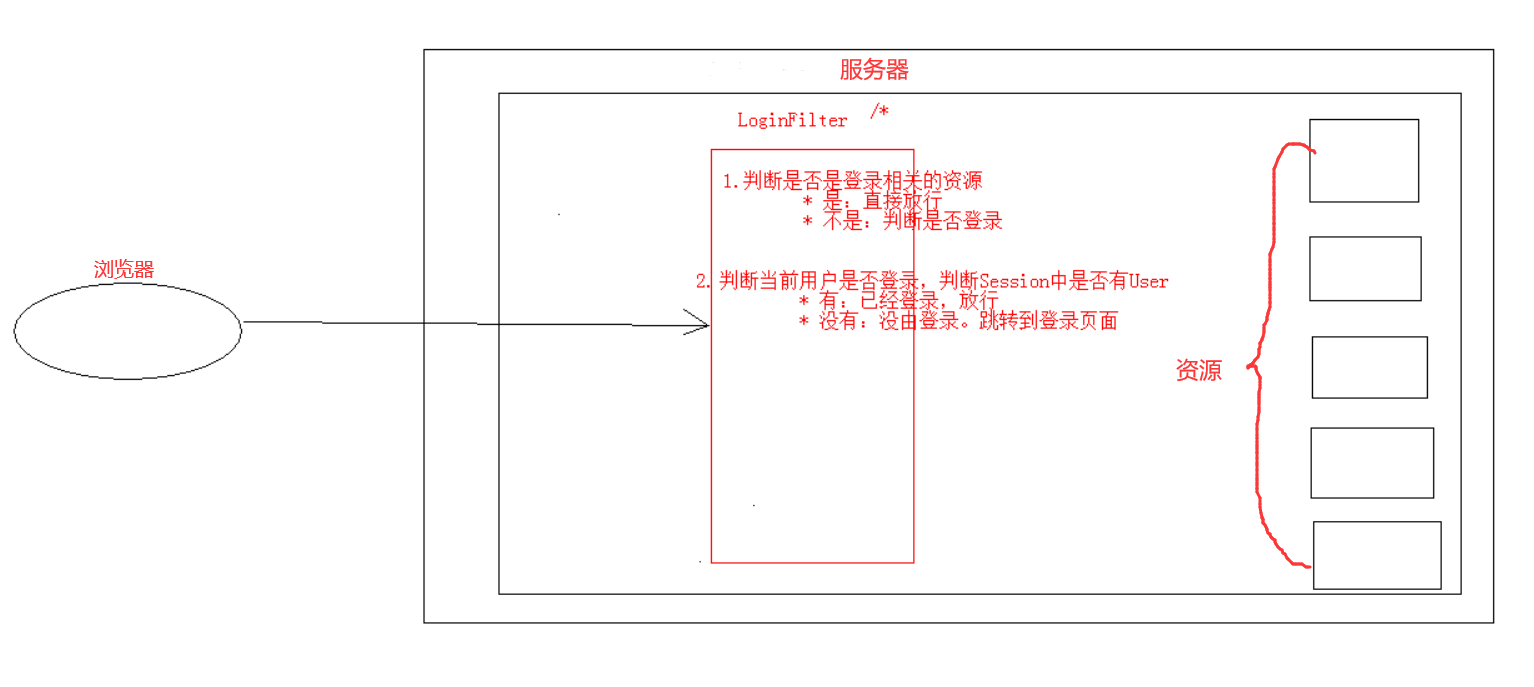 服务器
LoginFilter /*
1.判断是否是登录相关的资源
* 是：直接放行
* 不是：判断是否登录
浏览器
2.判断当前用户是否登录，判断Session中是否有User
* 有：已经登录，放行
* 没有：没由登录。跳转到登录页面
资源